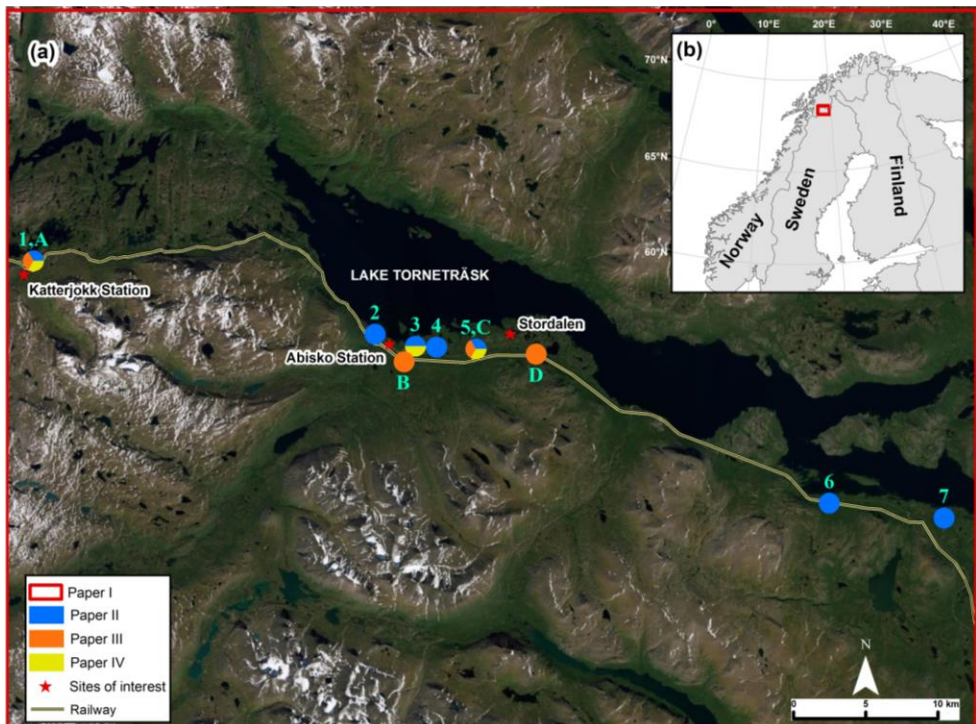 (a)
1,A
Katterjokk Station
LAKE TORNETRÄSK
2
Abisko Station
3
4
5,C
Stordalen
B
D
6
7
Paper I
Paper II
Paper III
Paper IV
Sites of interest
Railway
N
0
5
10 km
(b)
0°
10°E
20°E
30°E
40°E
70°N
65°N
60°N
Norway
Sweden
Finland